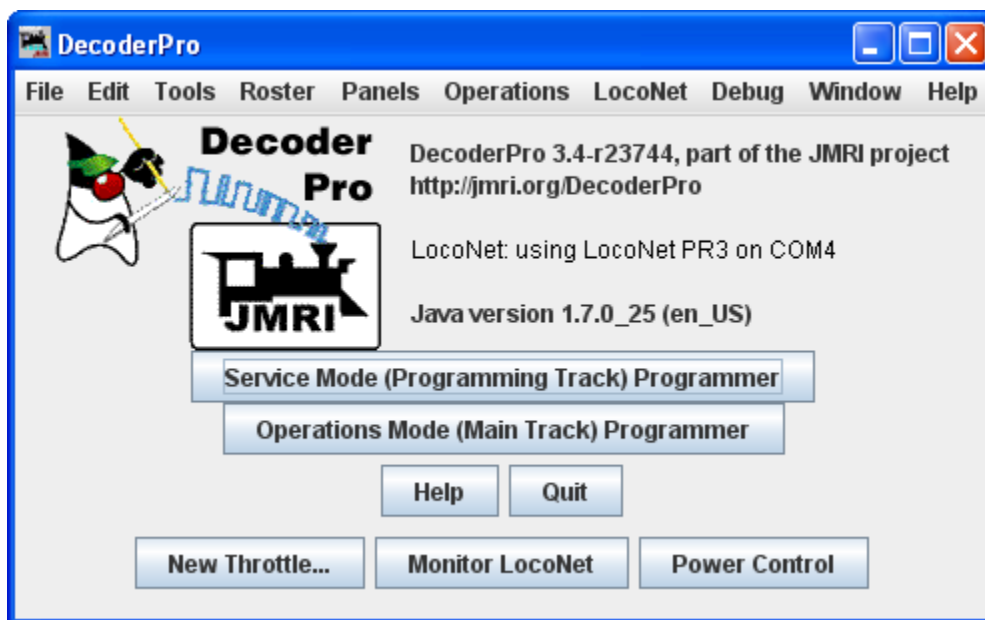 DecoderPro
File Edit Tools Roster Panels Operations LocoNet Debug Window Help
Decoder
Pro
JMRI
DecoderPro 3.4-r23744, part of the JMRI project
http://jmri.org/DecoderPro
LocoNet: using LocoNet PR3 on COM4
Java version 1.7.0_25 (en_US)
Service Mode (Programming Track) Programmer
Operations Mode (Main Track) Programmer
Help Quit
New Throttle... Monitor LocoNet Power Control